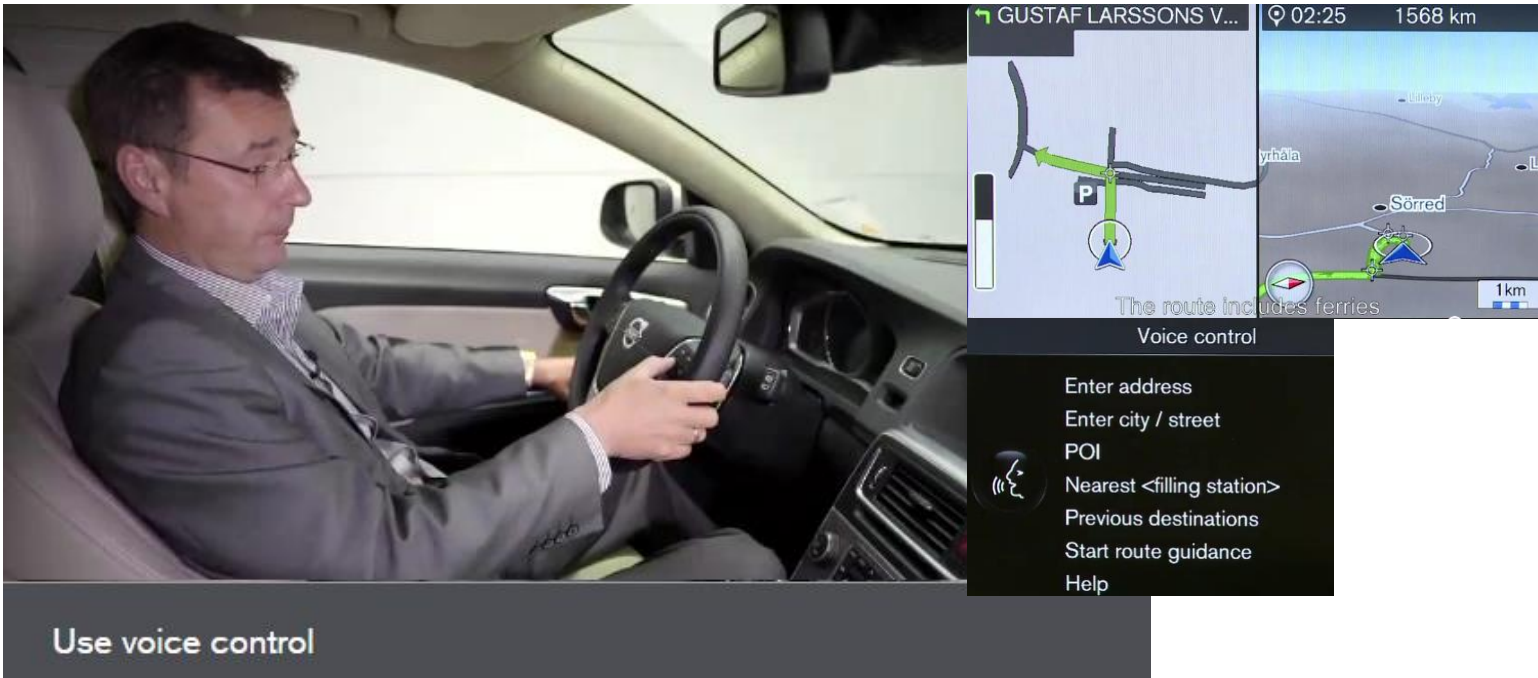 GUSTAF LARSSONS V...
02:25 1568 km
Lilleby
yrhåla
L
Sörred
P
1km
The route includes ferries
Voice control
Enter address
Enter city / street
POI
Nearest <filling station>
Previous destinations
Start route guidance
Help
Use voice control